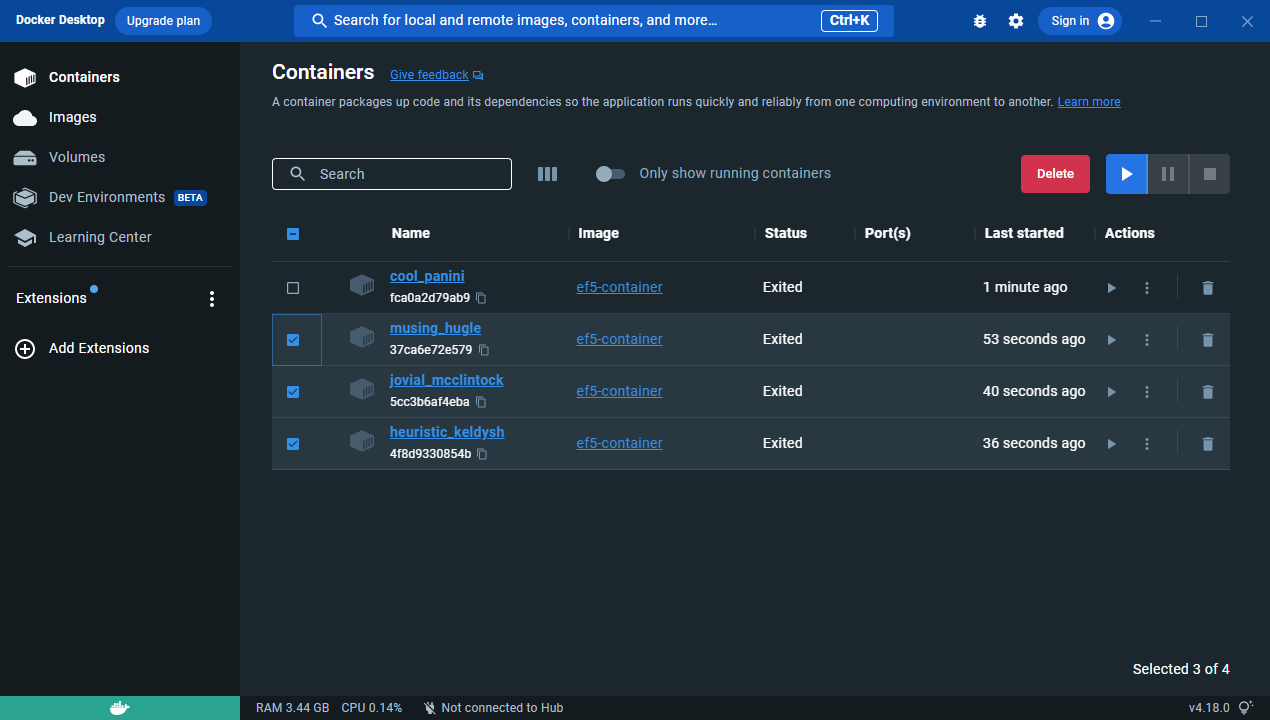 Docker Desktop Upgrade plan Search for local and remote images, containers, and more... Ctrl+K Sign in
Containers
Images
Volumes
Dev Environments BETA
Learning Center
Extensions
Add Extensions
Containers Give feedback
A container packages up code and its dependencies so the application runs quickly and reliably from one computing environment to another. Learn more
Search Only show running containers Delete
Name Image Status Port(s) Last started Actions
cool_panini
fca0a2d79ab9 ef5-container Exited 1 minute ago
musing_hugle
37ca6e72e579 ef5-container Exited 53 seconds ago
jovial_mcclintock
5cc3b6af4eba ef5-container Exited 40 seconds ago
heuristic_keldysh
4f8d9330854b ef5-container Exited 36 seconds ago
Selected 3 of 4
RAM 3.44 GB CPU 0.14% Not connected to Hub v4.18.0